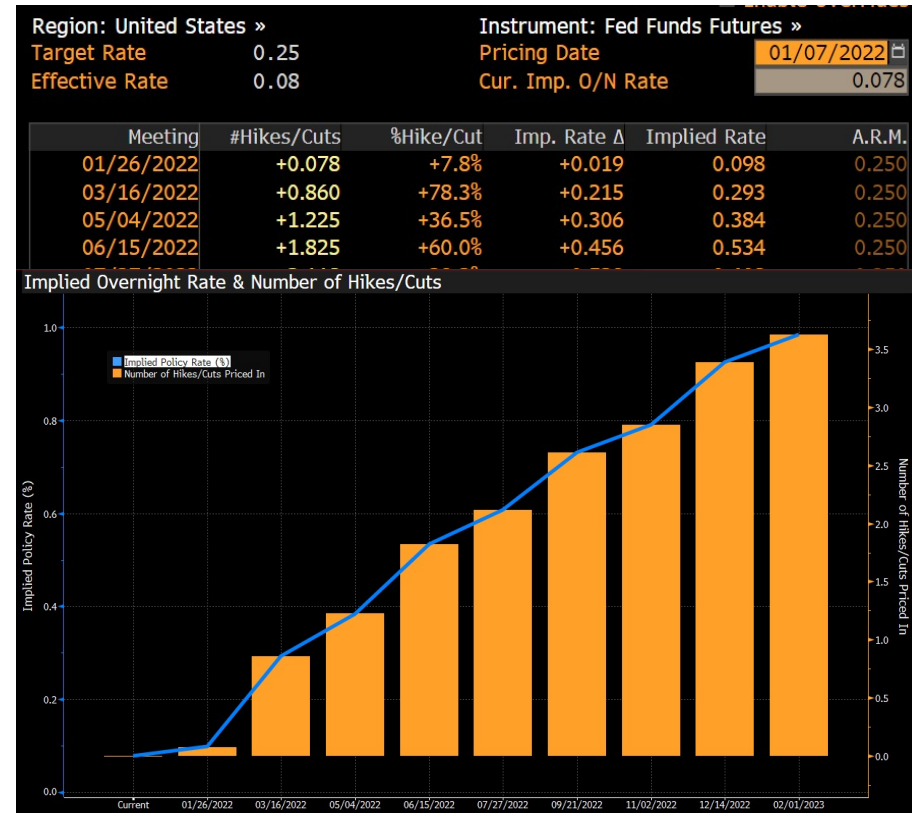 Region: United States » Instrument: Fed Funds Futures »
Target Rate 0.25 Pricing Date 01/07/2022
Effective Rate 0.08 Cur. Imp. O/N Rate 0.078
Meeting #Hikes/Cuts %Hike/Cut Imp. Rate Δ Implied Rate A.R.M.
01/26/2022 +0.078 +7.8% +0.019 0.098 0.250
03/16/2022 +0.860 +78.3% +0.215 0.293 0.250
05/04/2022 +1.225 +36.5% +0.306 0.384 0.250
06/15/2022 +1.825 +60.0% +0.456 0.534 0.250
Implied Overnight Rate & Number of Hikes/Cuts
Implied Policy Rate (%)
Number of Hikes/Cuts Priced In
Implied Policy Rate (%)
1.0
0.8
0.6
0.4
0.2
0.0
3.5
3.0
2.5
2.0
1.5
1.0
0.5
0.0
Number of Hikes/Cuts Priced In
Current 01/26/2022 03/16/2022 05/04/2022 06/15/2022 07/27/2022 09/21/2022 11/02/2022 12/14/2022 02/01/2023